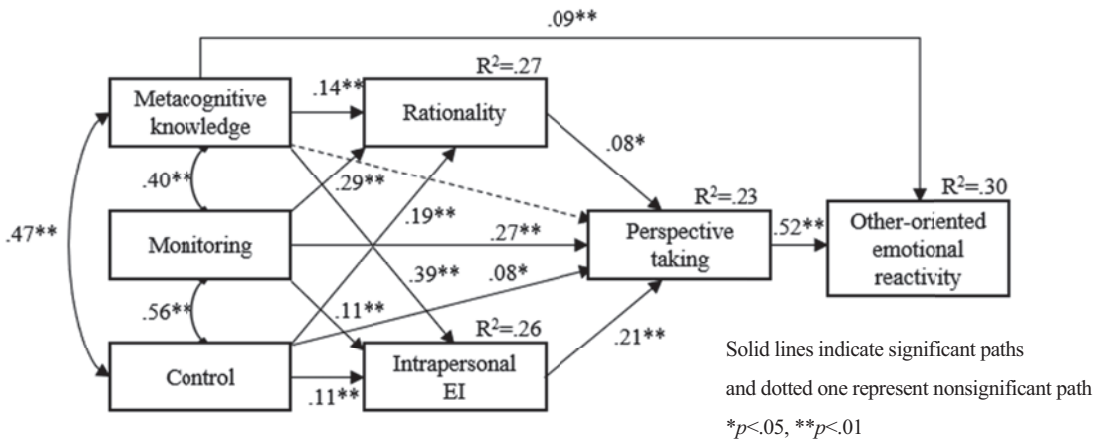 .09**
R²=.27
Metacognitive
knowledge
.14**
Rationality
.08*
.40**
.29**
R²=.23
R²=.30
.47**
.19**
Monitoring
.27**
Perspective
taking
.52**
Other-oriented
emotional
reactivity
.39**
.08*
.56**
.11**
R²=.26
.21**
Control
.11**
Intrapersonal
EI
Solid lines indicate significant paths
and dotted one represent nonsignificant path
*p<.05, **p<.01